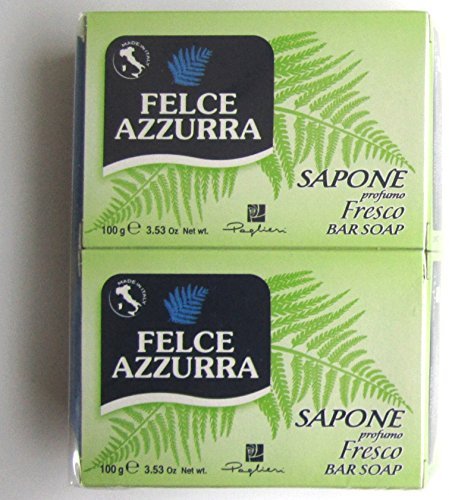 MADE IN ITALY
FELCE
AZZURRA
SAPONE
profumo
Fresco
BAR SOAP
100 g ℮ 3.53 Oz Net wt.
Paglieri
MADE IN ITALY
FELCE
AZZURRA
SAPONE
profumo
Fresco
BAR SOAP
100 g ℮ 3.53 Oz Net wt.
Paglieri